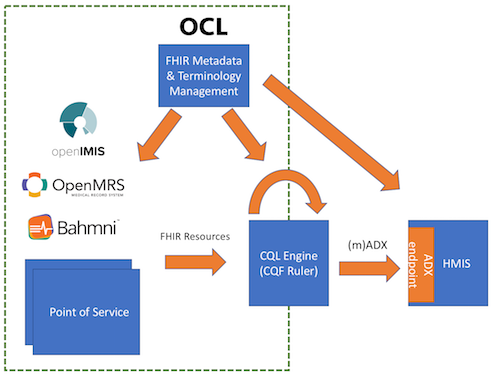 OCL
FHIR Metadata
& Terminology
Management
openIMIS
OpenMRS
MEDICAL RECORD SYSTEM
Bahmni
Point of Service
FHIR Resources
CQL Engine
(CQF Ruler)
(m)ADX
ADX
endpoint
HMIS